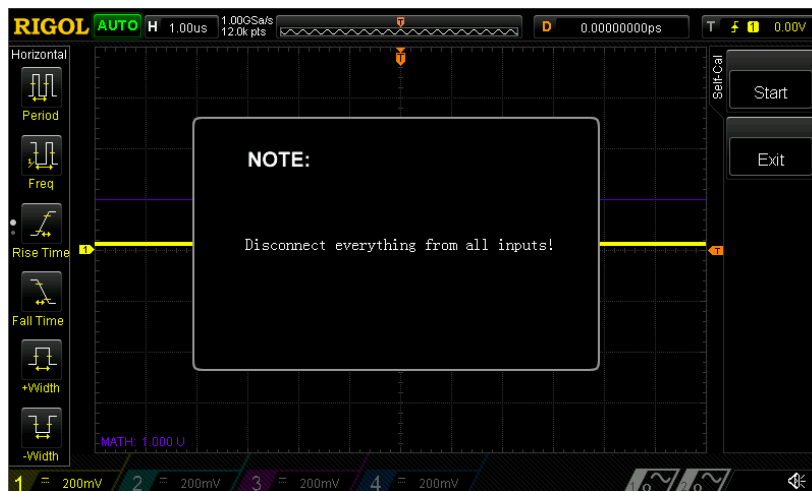 RIGOL AUTO H 1.00us 1.00GSa/s D 0.00000000ps T 1 0.00V
12.0k pts
T
Horizontal
T
Self-Cal
Start
Period
Exit
Freq
NOTE:
Disconnect everything from all inputs!
Rise Time
1
T
Fall Time
+Width
MATH: 1.000 U
-Width
1 = 200mV 2 = 200mV 3 = 200mV 4 = 200mV